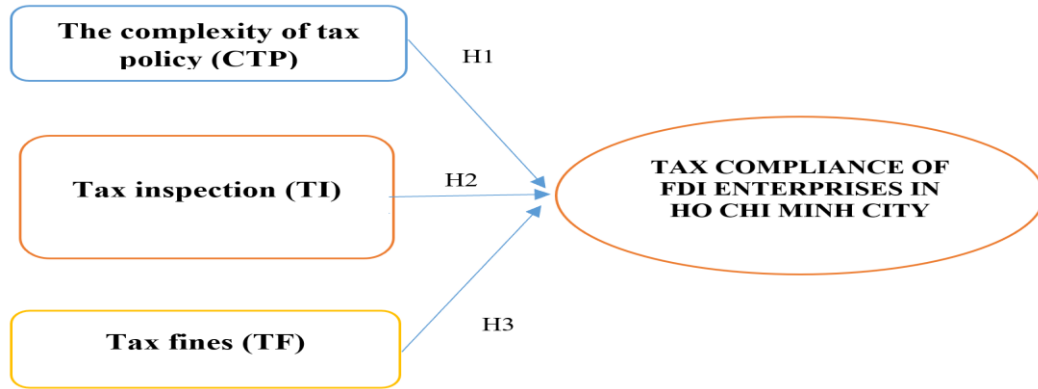 The complexity of tax
policy (CTP)
H1
Tax inspection (TI)
H2
TAX COMPLIANCE OF
FDI ENTERPRISES IN
HO CHI MINH CITY
Tax fines (TF)
H3